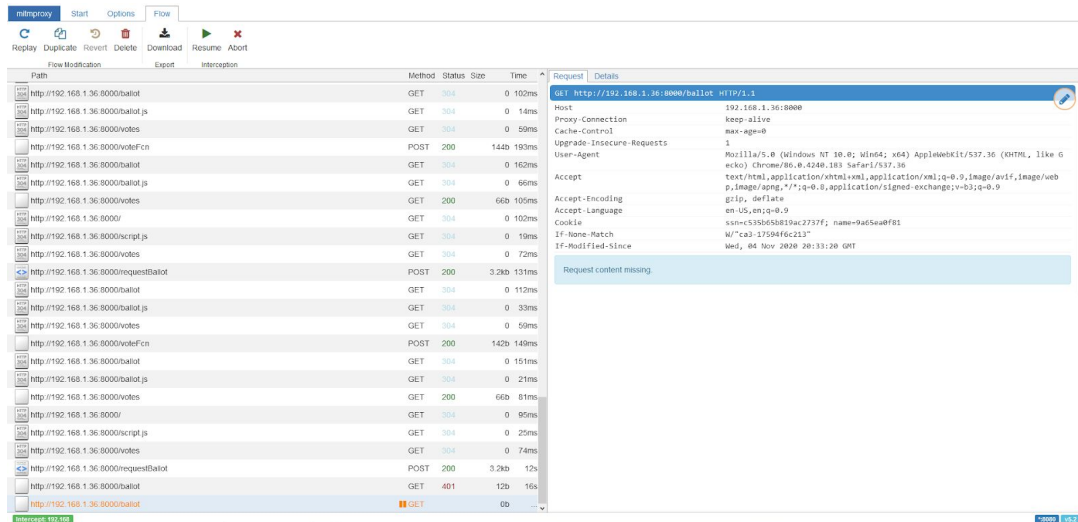 mitmproxy Start Options Flow
Replay Duplicate Revert Delete Download Resume Abort
Flow Modification Export Interception
Path Method Status Size Time
http://192.168.1.36:8000/ballot GET 304 0 102ms
http://192.168.1.36:8000/ballot.js GET 304 0 14ms
http://192.168.1.36:8000/votes GET 304 0 59ms
http://192.168.1.36:8000/voteFcn POST 200 144b 193ms
http://192.168.1.36:8000/ballot GET 304 0 162ms
http://192.168.1.36:8000/ballot.js GET 304 0 66ms
http://192.168.1.36:8000/votes GET 200 66b 105ms
http://192.168.1.36:8000/ GET 304 0 102ms
http://192.168.1.36:8000/script.js GET 304 0 19ms
http://192.168.1.36:8000/votes GET 304 0 72ms
http://192.168.1.36:8000/requestBallot POST 200 3.2kb 131ms
http://192.168.1.36:8000/ballot GET 304 0 112ms
http://192.168.1.36:8000/ballot.js GET 304 0 33ms
http://192.168.1.36:8000/votes GET 304 0 59ms
http://192.168.1.36:8000/voteFcn POST 200 142b 149ms
http://192.168.1.36:8000/ballot GET 304 0 151ms
http://192.168.1.36:8000/ballot.js GET 304 0 21ms
http://192.168.1.36:8000/votes GET 200 66b 81ms
http://192.168.1.36:8000/ GET 304 0 95ms
http://192.168.1.36:8000/script.js GET 304 0 25ms
http://192.168.1.36:8000/votes GET 304 0 74ms
http://192.168.1.36:8000/requestBallot POST 200 3.2kb 12s
http://192.168.1.36:8000/ballot GET 401 12b 16s
http://192.168.1.36:8000/ballot GET 0b ...
Intercept: 192.168
Request Details
GET http://192.168.1.36:8000/ballot HTTP/1.1
Host 192.168.1.36:8000
Proxy-Connection keep-alive
Cache-Control max-age=0
Upgrade-Insecure-Requests 1
User-Agent Mozilla/5.0 (Windows NT 10.0; Win64; x64) AppleWebKit/537.36 (KHTML, like G
ecko) Chrome/86.0.4240.183 Safari/537.36
Accept text/html,application/xhtml+xml,application/xml;q=0.9,image/avif,image/web
p,image/apng,*/*;q=0.8,application/signed-exchange;v=b3;q=0.9
Accept-Encoding gzip, deflate
Accept-Language en-US,en;q=0.9
Cookie ssn=c535b65b819ac2737f; name=9a65ea0f81
If-None-Match W/"ca3-17594f6c213"
If-Modified-Since Wed, 04 Nov 2020 20:33:20 GMT
Request content missing.
*:8080 v5.2